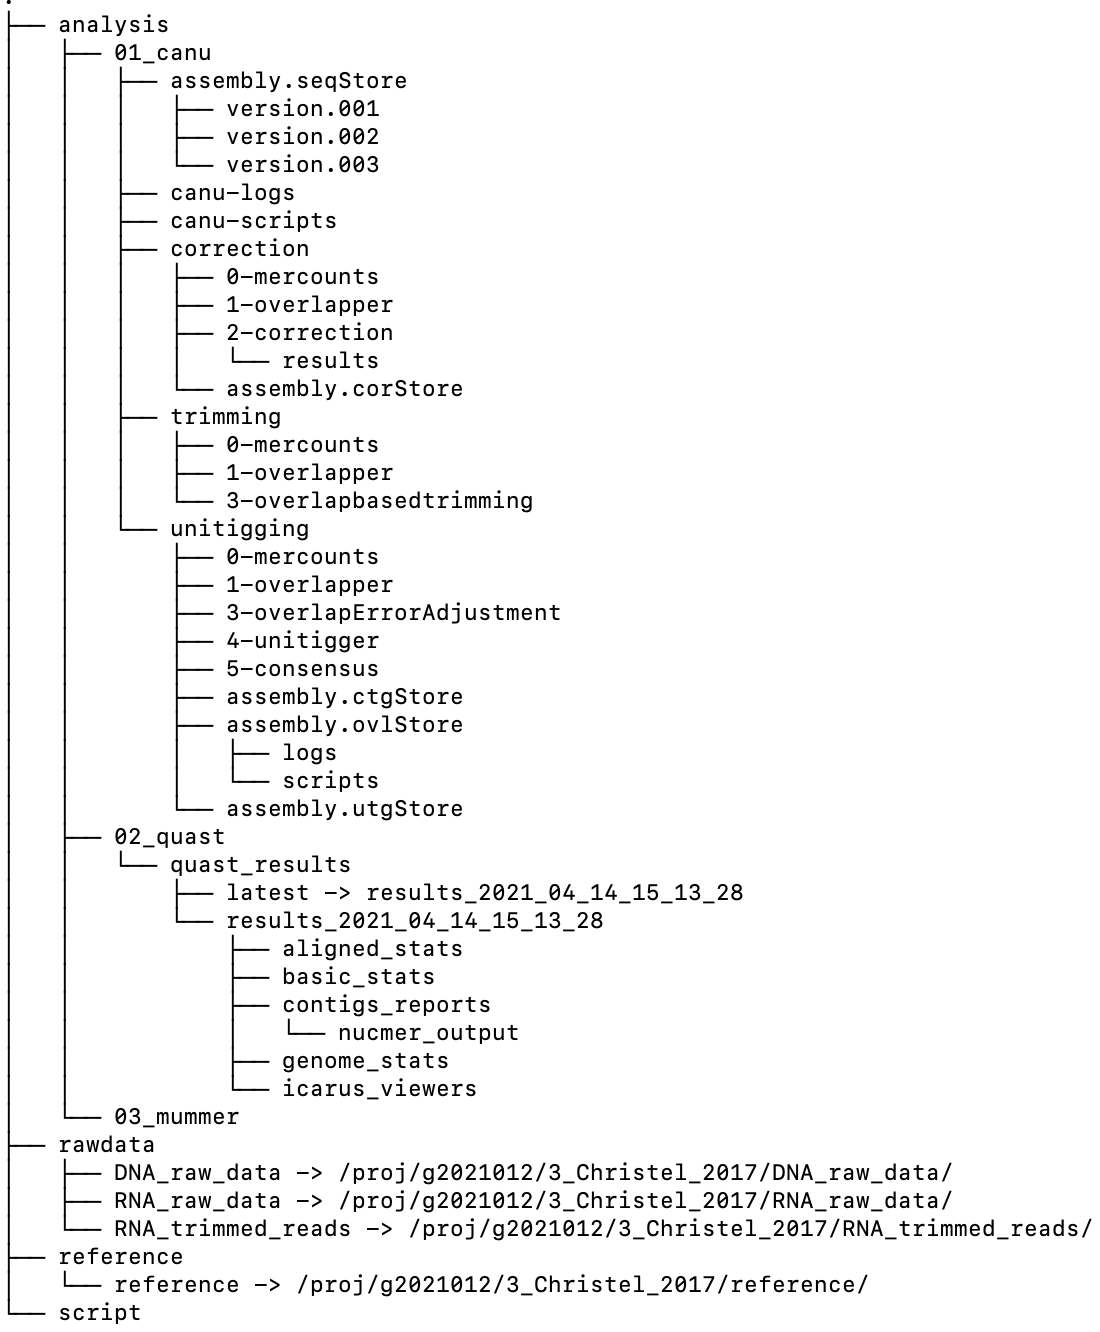 .
├── analysis
│   ├── 01_canu
│   │   ├── assembly.seqStore
│   │   │   ├── version.001
│   │   │   ├── version.002
│   │   │   └── version.003
│   │   ├── canu-logs
│   │   ├── canu-scripts
│   │   ├── correction
│   │   │   ├── 0-mercounts
│   │   │   ├── 1-overlapper
│   │   │   ├── 2-correction
│   │   │   │   └── results
│   │   │   └── assembly.corStore
│   │   ├── trimming
│   │   │   ├── 0-mercounts
│   │   │   ├── 1-overlapper
│   │   │   └── 3-overlapbasedtrimming
│   │   └── unitigging
│   │       ├── 0-mercounts
│   │       ├── 1-overlapper
│   │       ├── 3-overlapErrorAdjustment
│   │       ├── 4-unitigger
│   │       ├── 5-consensus
│   │       ├── assembly.ctgStore
│   │       ├── assembly.ovlStore
│   │       │   ├── logs
│   │       │   └── scripts
│   │       └── assembly.utgStore
│   ├── 02_quast
│   │   └── quast_results
│   │       ├── latest -> results_2021_04_14_15_13_28
│   │       └── results_2021_04_14_15_13_28
│   │           ├── aligned_stats
│   │           ├── basic_stats
│   │           ├── contigs_reports
│   │           │   └── nucmer_output
│   │           ├── genome_stats
│   │           └── icarus_viewers
│   └── 03_mummer
├── rawdata
│   ├── DNA_raw_data -> /proj/g2021012/3_Christel_2017/DNA_raw_data/
│   ├── RNA_raw_data -> /proj/g2021012/3_Christel_2017/RNA_raw_data/
│   └── RNA_trimmed_reads -> /proj/g2021012/3_Christel_2017/RNA_trimmed_reads/
├── reference
│   └── reference -> /proj/g2021012/3_Christel_2017/reference/
└── script